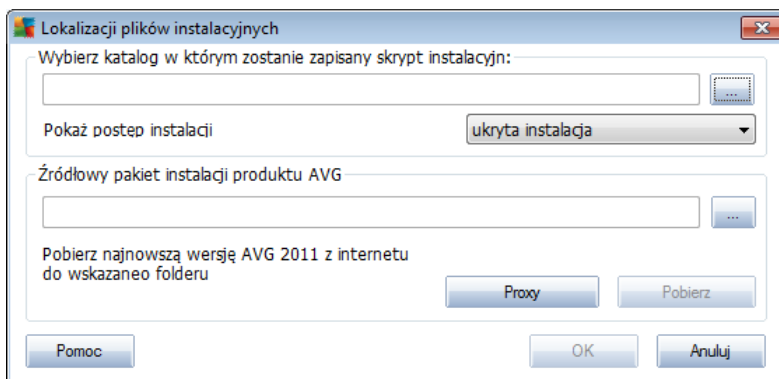 Lokalizacji plików instalacyjnych
Wybierz katalog w którym zostanie zapisany skrypt instalacyjn:
...
Pokaż postęp instalacji
ukryta instalacja
Źródłowy pakiet instalacji produktu AVG
...
Pobierz najnowszą wersję AVG 2011 z internetu
do wskazaneo folderu
Proxy
Pobierz
Pomoc
OK
Anuluj